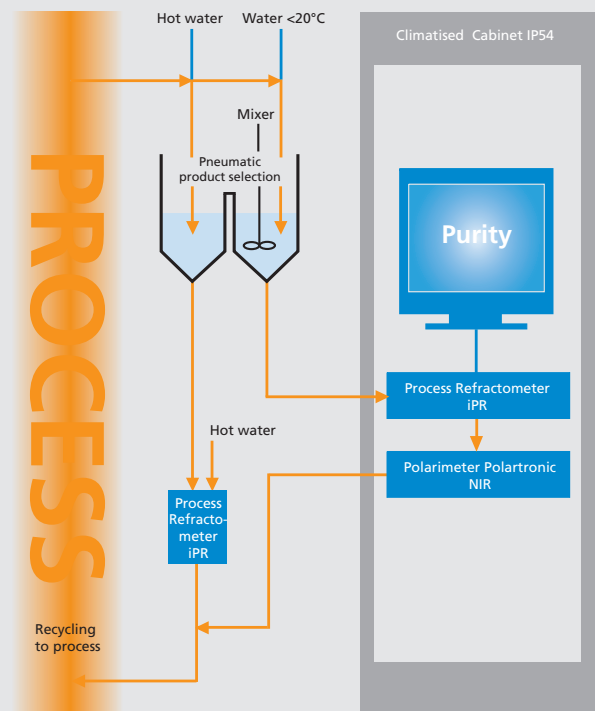 Hot water
Water <20°C
Climatised Cabinet IP54
Mixer
Pneumatic
product selection
PROCESS
Purity
Process Refractometer
iPR
Hot water
Polarimeter Polartronic
NIR
Process
Refracto-
meter
iPR
Recycling
to process